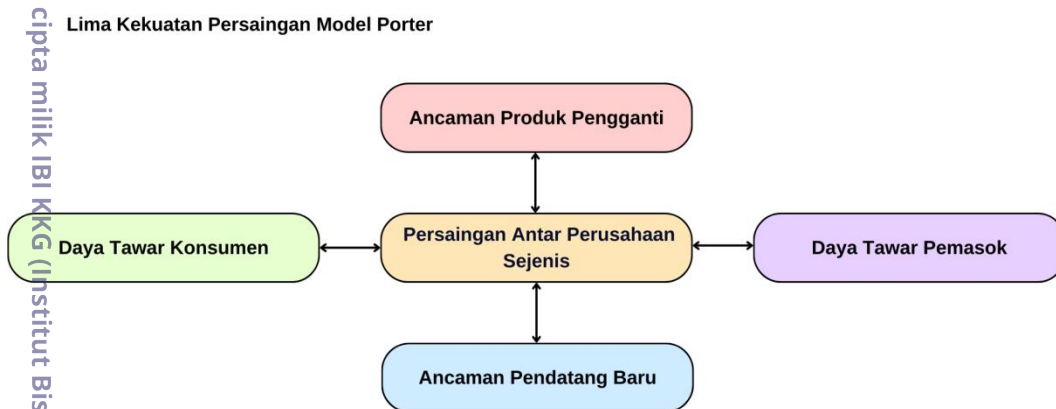 Lima Kekuatan Persaingan Model Porter
Ancaman Produk Pengganti
Daya Tawar Konsumen
Persaingan Antar Perusahaan
Sejenis
Daya Tawar Pemasok
Ancaman Pendatang Baru
cipta milik IBI KKG (Institut Bis